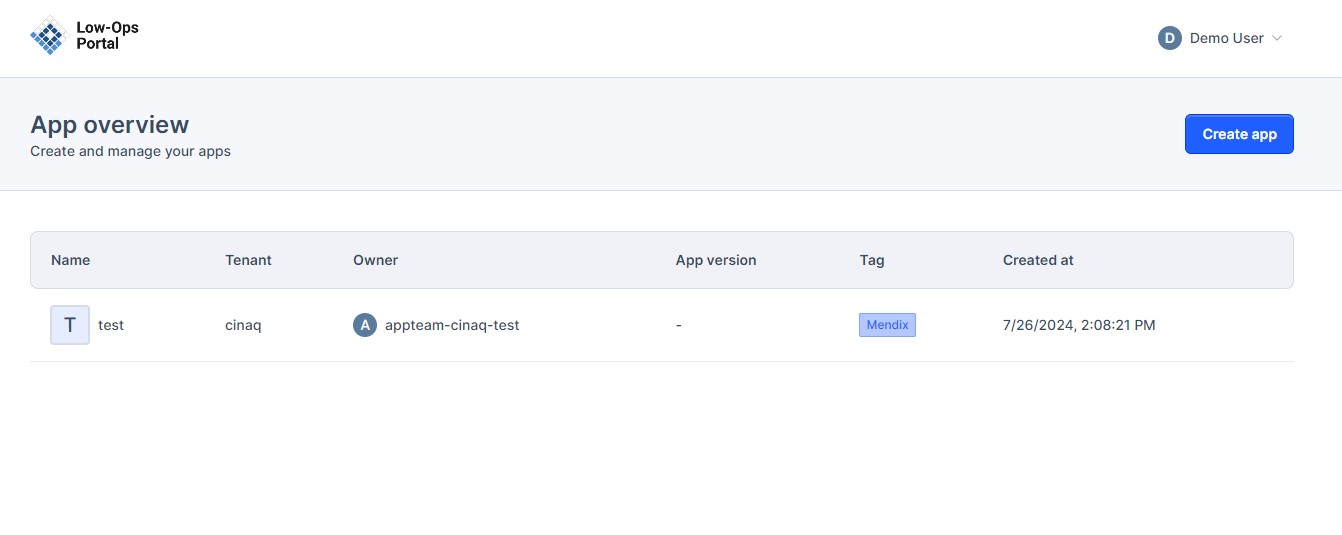 Low-Ops
Portal
D Demo User
App overview
Create and manage your apps
Create app
Name Tenant Owner App version Tag Created at
T test cinaq A appteam-cinaq-test - Mendix 7/26/2024, 2:08:21 PM